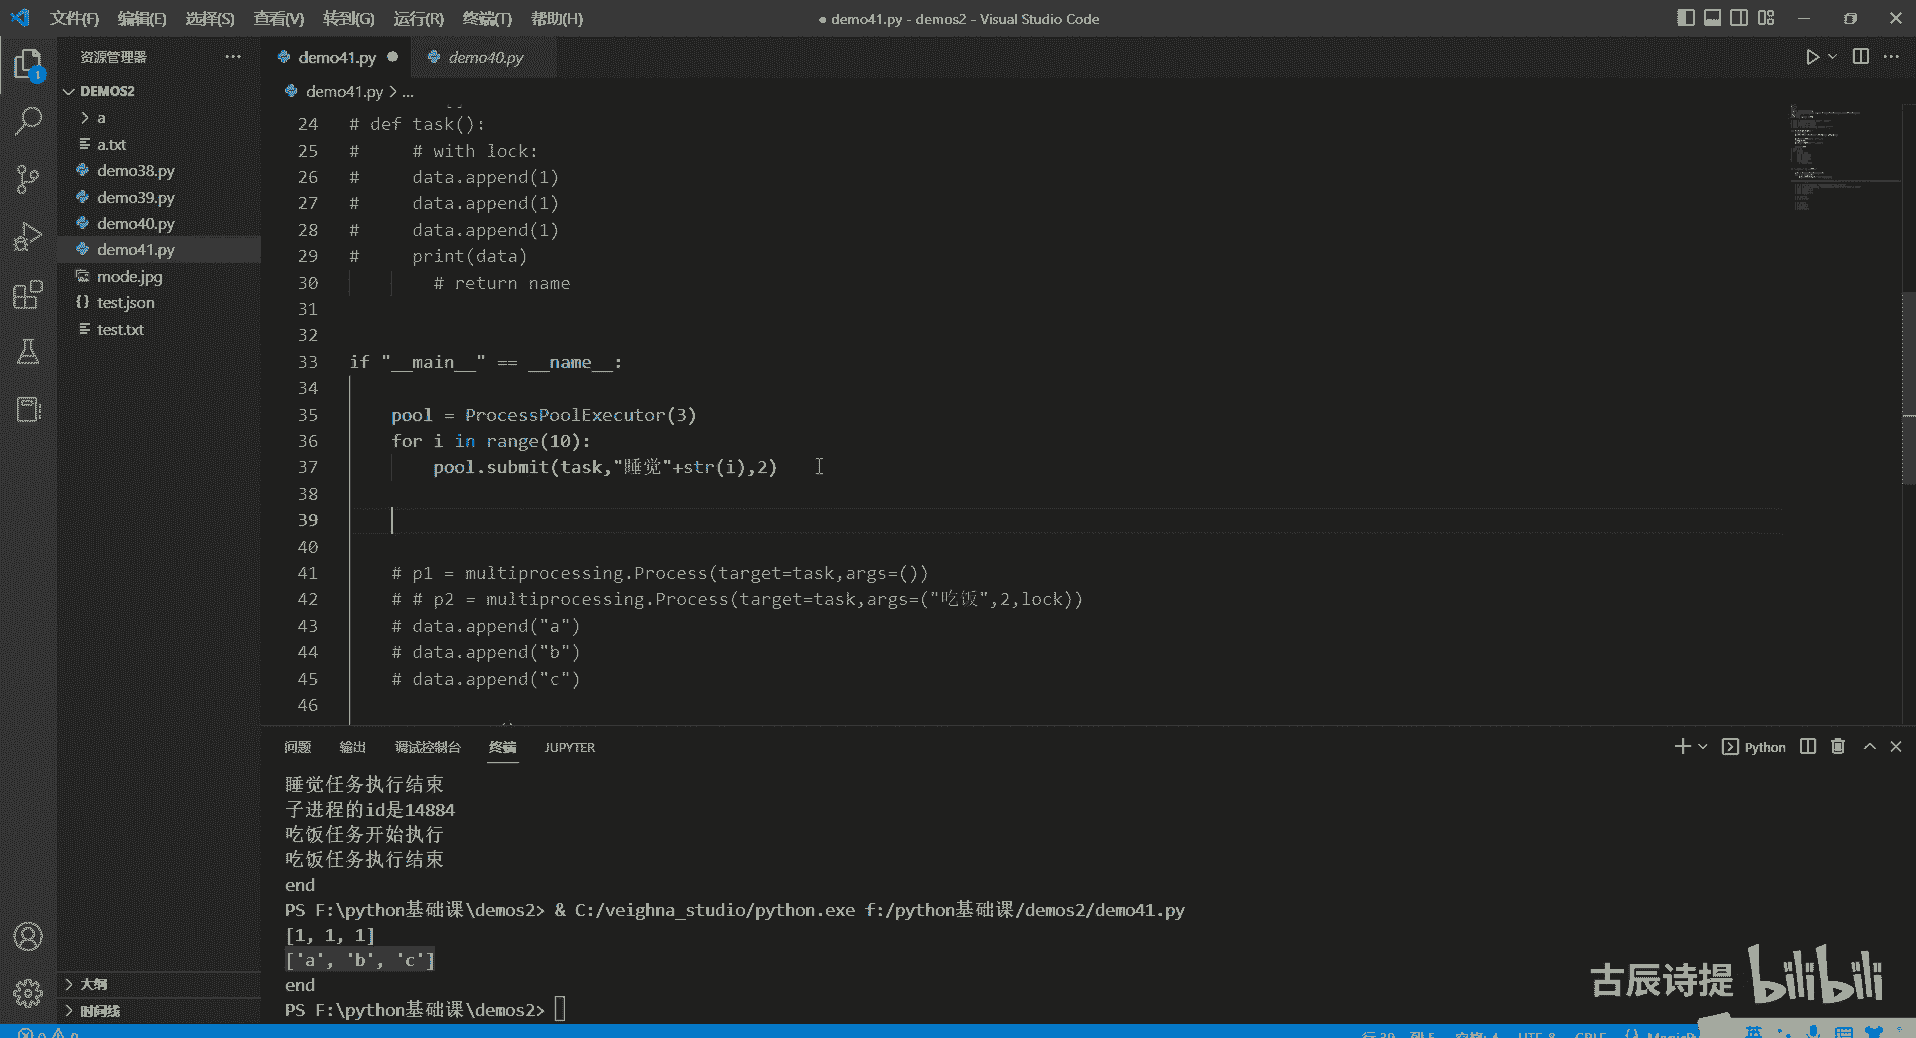 文件(F) 编辑(E) 选择(S) 查看(V) 转到(G) 运行(R) 终端(T) 帮助(H)
● demo41.py - demos2 - Visual Studio Code
资源管理器
demo41.py
demo40.py
DEMOS2
demo41.py > ...
a
a.txt
demo38.py
demo39.py
demo40.py
demo41.py
mode.jpg
test.json
test.txt
24 # def task():
25 #     # with lock:
26 #     data.append(1)
27 #     data.append(1)
28 #     data.append(1)
29 #     print(data)
30         # return name
31
32
33 if "__main__" == __name__:
34
35     pool = ProcessPoolExecutor(3)
36     for i in range(10):
37         pool.submit(task,"睡觉"+str(i),2)
38
39
40
41     # p1 = multiprocessing.Process(target=task,args=())
42     # # p2 = multiprocessing.Process(target=task,args=("吃饭",2,lock))
43     # data.append("a")
44     # data.append("b")
45     # data.append("c")
46
问题 输出 调试控制台 终端 JUPYTER
Python
睡觉任务执行结束
子进程的id是14884
吃饭任务开始执行
吃饭任务执行结束
end
PS F:\python基础课\demos2> & C:/veighna_studio/python.exe f:/python基础课/demos2/demo41.py
[1, 1, 1]
['a', 'b', 'c']
end
PS F:\python基础课\demos2>
大纲
时间线
古辰诗提 bilibili
行 39, 列 5 空格: 4 UTF-8 CRLF
英